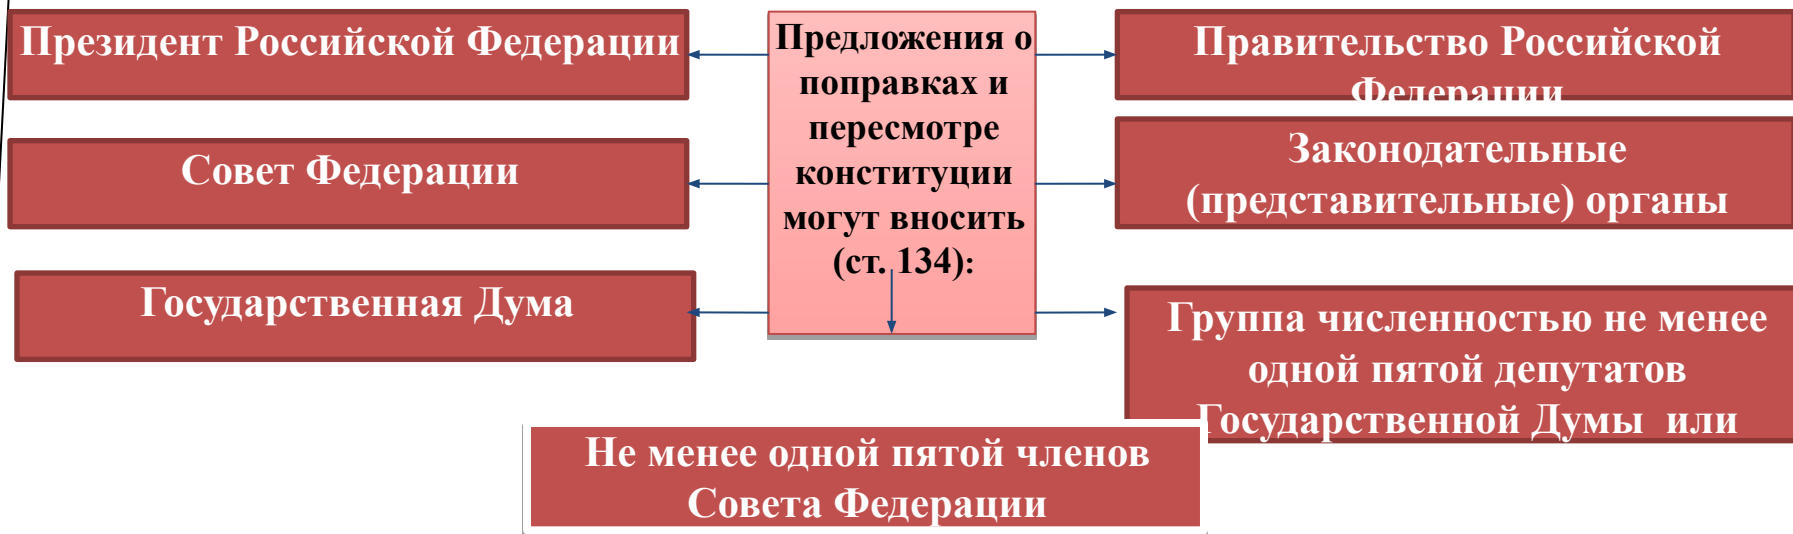 Президент Российской Федерации
Совет Федерации
Государственная Дума
Предложения о
поправках и
пересмотре
конституции
могут вносить
(ст. 134):
Правительство Российской
Федерации
Законодательные
(представительные) органы
Группа численностью не менее
одной пятой депутатов
Государственной Думы или
Не менее одной пятой членов
Совета Федерации